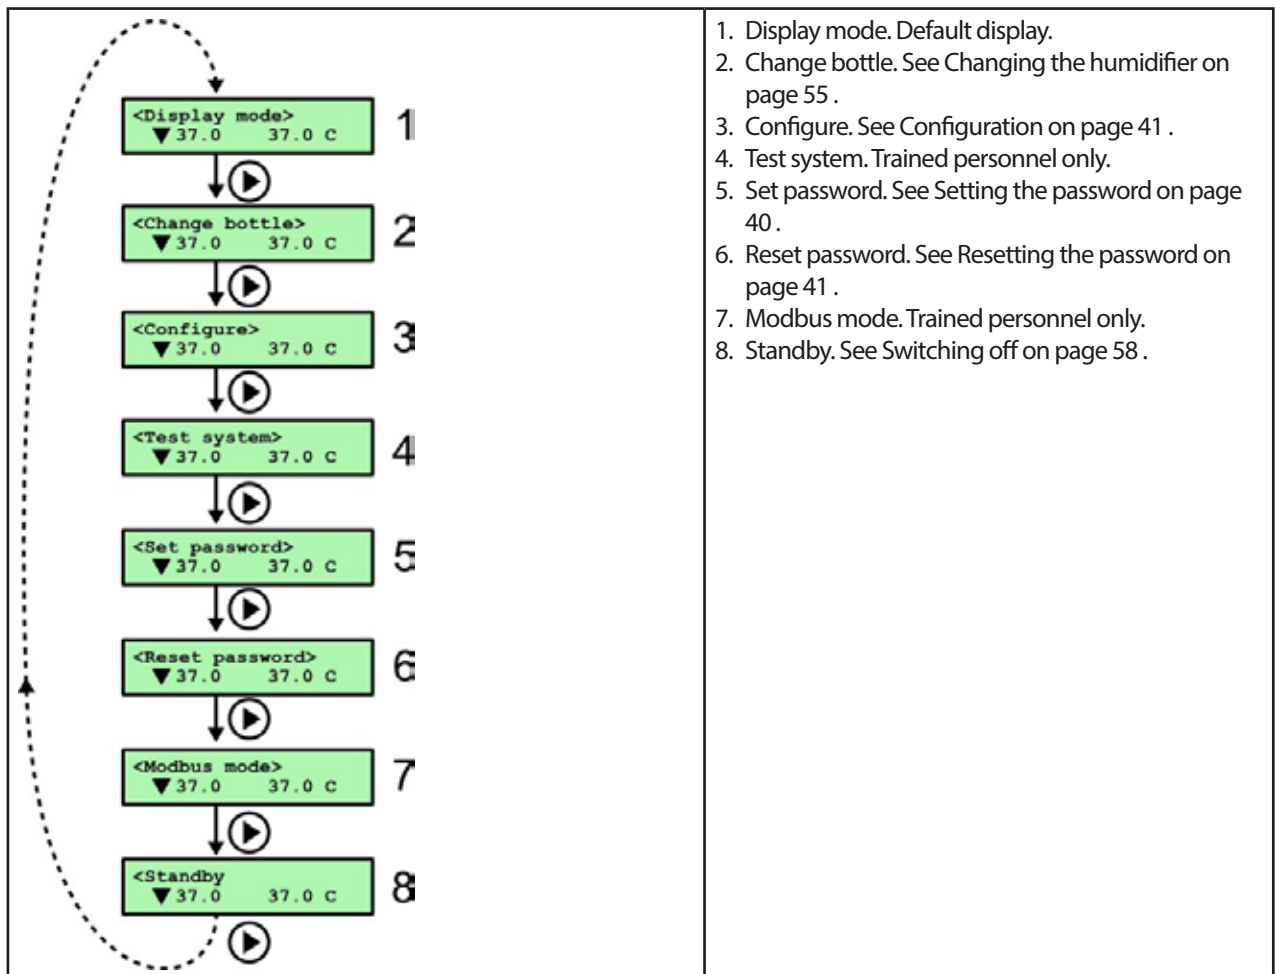 <Display mode>
▼37.0 37.0 C
1
<Change bottle>
▼37.0 37.0 C
2
<Configure>
▼37.0 37.0 C
3
<Test system>
▼37.0 37.0 C
4
<Set password>
▼37.0 37.0 C
5
<Reset password>
▼37.0 37.0 C
6
<Modbus mode>
▼37.0 37.0 C
7
<Standby
▼37.0 37.0 C
8
1. Display mode. Default display.
2. Change bottle. See Changing the humidifier on
page 55 .
3. Configure. See Configuration on page 41 .
4. Test system. Trained personnel only.
5. Set password. See Setting the password on page
40 .
6. Reset password. See Resetting the password on
page 41 .
7. Modbus mode. Trained personnel only.
8. Standby. See Switching off on page 58 .